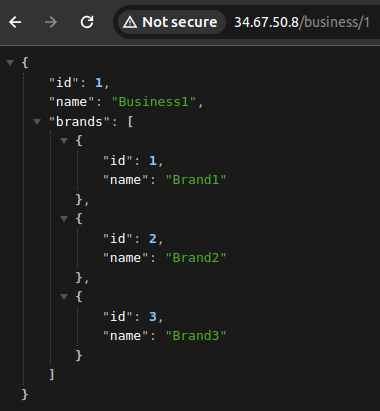 Not secure 34.67.50.8/business/1
{
"id": 1,
"name": "Business1",
"brands": [
{
"id": 1,
"name": "Brand1"
},
{
"id": 2,
"name": "Brand2"
},
{
"id": 3,
"name": "Brand3"
}
]
}